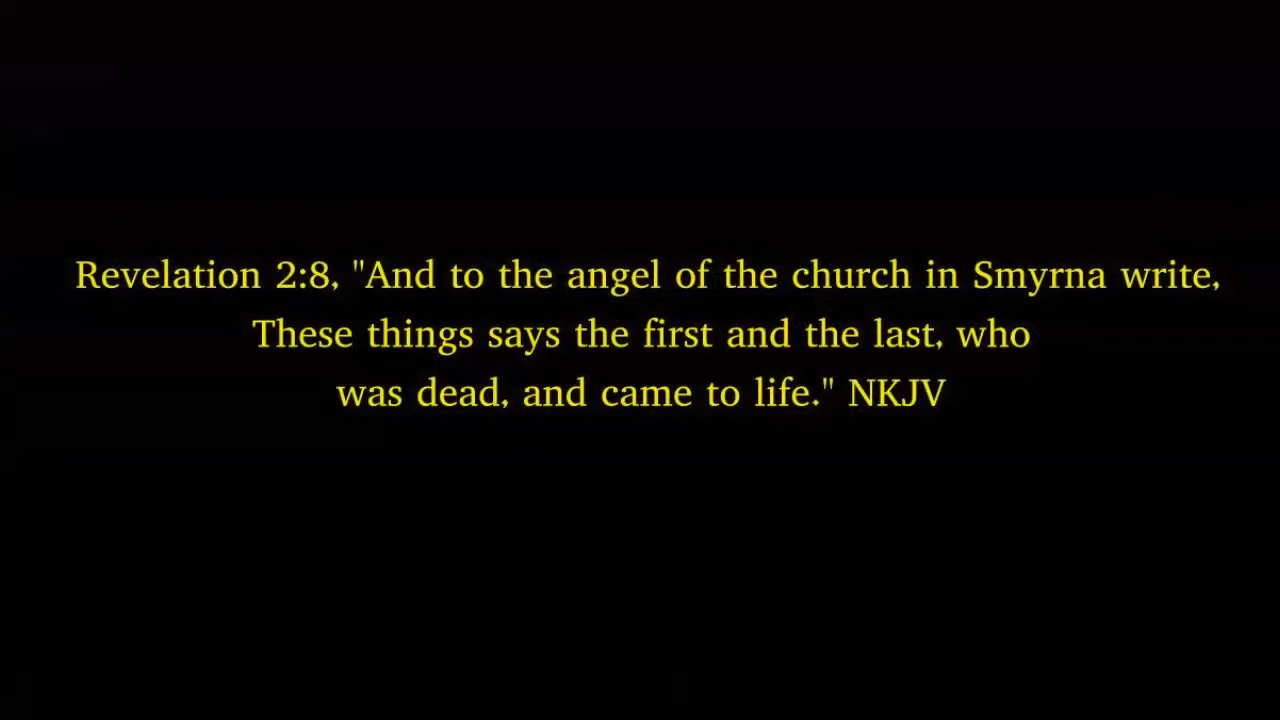 Revelation 2:8, "And to the angel of the church in Smyrna write,
These things says the first and the last, who
was dead, and came to life." NKJV